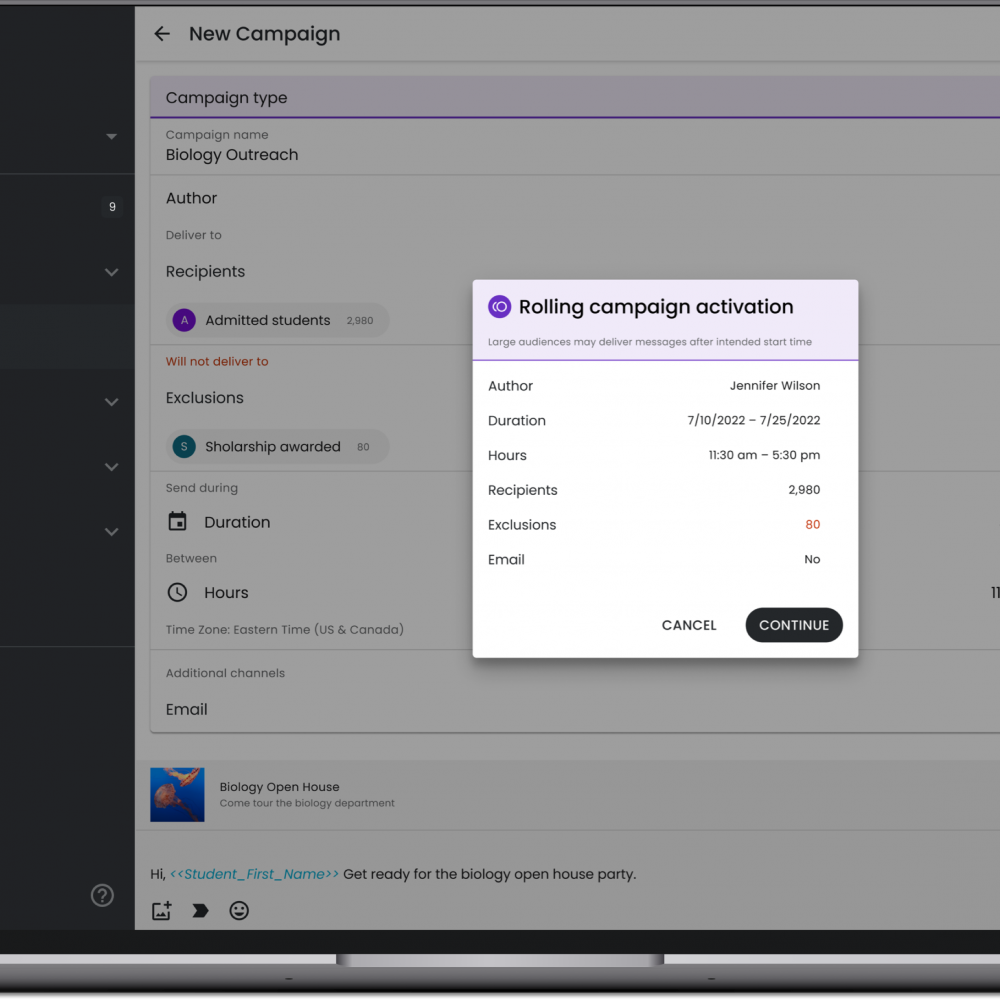 New Campaign
Campaign type
Campaign name
Biology Outreach
9
Author
Deliver to
Recipients
A Admitted students 2,980
Will not deliver to
Exclusions
S Sholarship awarded 80
Send during
Duration
Between
Hours
11
Time Zone: Eastern Time (US & Canada)
Additional channels
Email
Rolling campaign activation
Large audiences may deliver messages after intended start time
Author Jennifer Wilson
Duration 7/10/2022 – 7/25/2022
Hours 11:30 am – 5:30 pm
Recipients 2,980
Exclusions 80
Email No
CANCEL CONTINUE
Biology Open House
Come tour the biology department
Hi, <<Student_First_Name>> Get ready for the biology open house party.
?